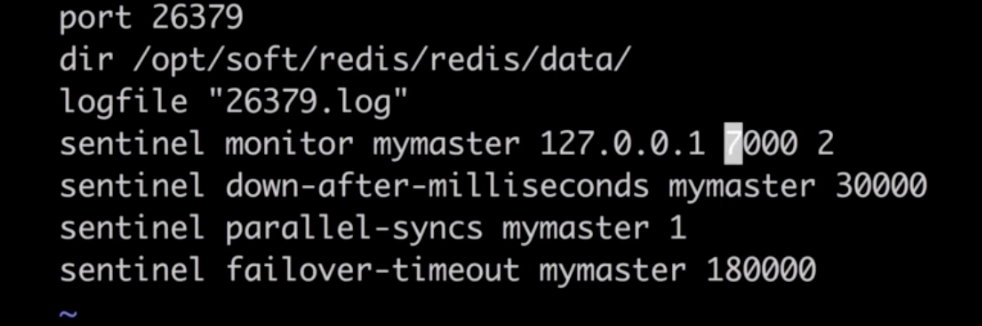 port 26379
dir /opt/soft/redis/redis/data/
logfile "26379.log"
sentinel monitor mymaster 127.0.0.1 7000 2
sentinel down-after-milliseconds mymaster 30000
sentinel parallel-syncs mymaster 1
sentinel failover-timeout mymaster 180000
~